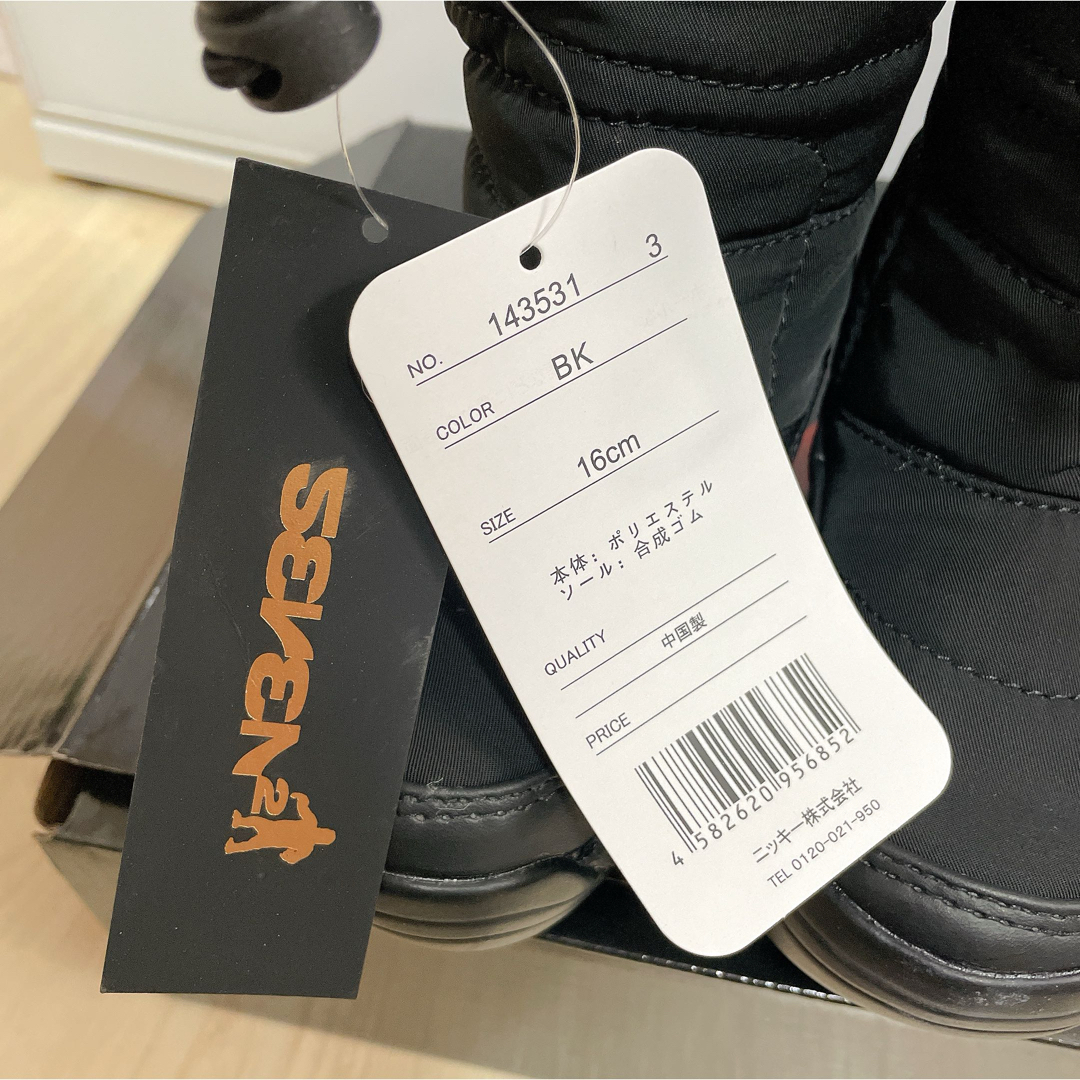 SEVEN2
NO. 143531 3
COLOR BK
SIZE 16cm
本体: ポリエステル
ソール: 合成ゴム
QUALITY 中国製
PRICE
4 582620 956852
ニッキー株式会社
TEL 0120-021-950